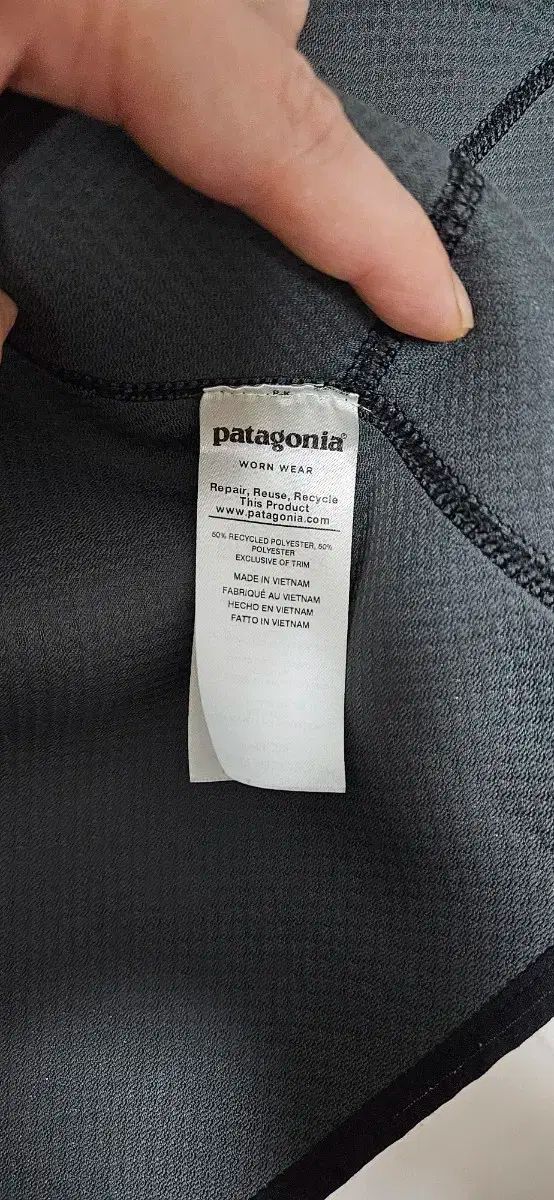 patagonia®
WORN WEAR
Repair, Reuse, Recycle
This Product
www.patagonia.com
50% RECYCLED POLYESTER, 50%
POLYESTER
EXCLUSIVE OF TRIM
MADE IN VIETNAM
FABRIQUÉ AU VIETNAM
HECHO EN VIETNAM
FATTO IN VIETNAM